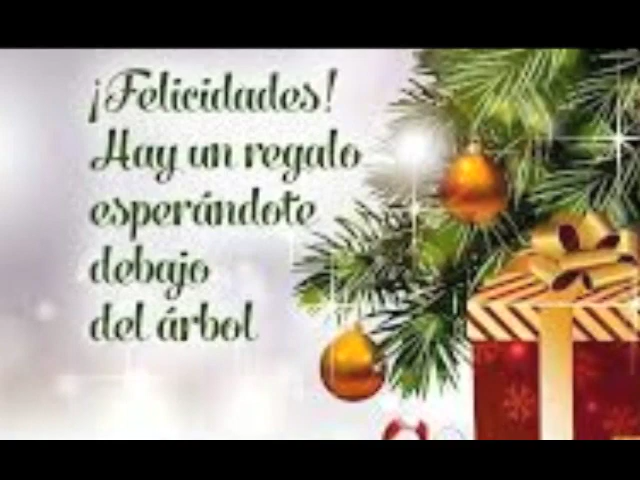 ¡Felicidades!
Hay un regalo
esperándote
debajo
del árbol